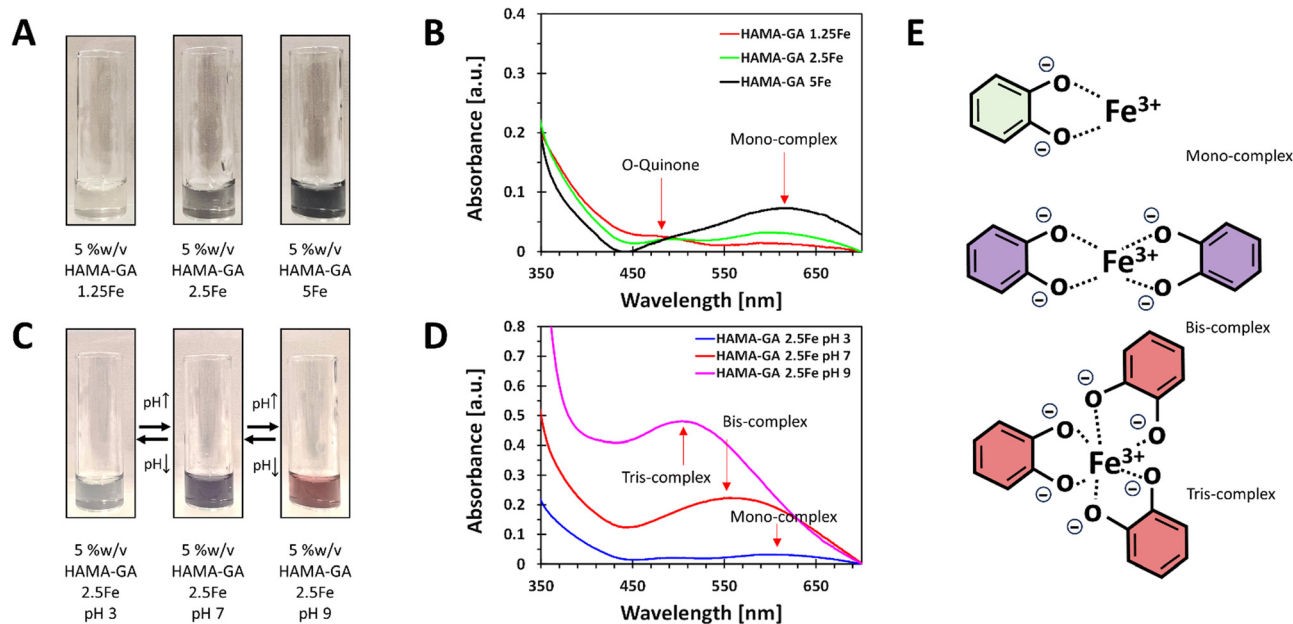 A
5 %w/v
HAMA-GA
1.25Fe
5 %w/v
HAMA-GA
2.5Fe
5 %w/v
HAMA-GA
5Fe
B
Absorbance [a.u.]
0.4
0.3
0.2
0.1
0
350
450
550
650
Wavelength [nm]
HAMA-GA 1.25Fe
HAMA-GA 2.5Fe
HAMA-GA 5Fe
O-Quinone
Mono-complex
C
pH↑
pH↓
pH↑
pH↓
5 %w/v
HAMA-GA
2.5Fe
pH 3
5 %w/v
HAMA-GA
2.5Fe
pH 7
5 %w/v
HAMA-GA
2.5Fe
pH 9
D
Absorbance [a.u.]
0.8
0.7
0.6
0.5
0.4
0.3
0.2
0.1
0
350
450
550
650
Wavelength [nm]
HAMA-GA 2.5Fe pH 3
HAMA-GA 2.5Fe pH 7
HAMA-GA 2.5Fe pH 9
Bis-complex
Tris-complex
Mono-complex
E
O
O
Fe3+
Mono-complex
O
O
Fe3+
O
O
Bis-complex
O
O
O
O
Fe3+
O
O
Tris-complex